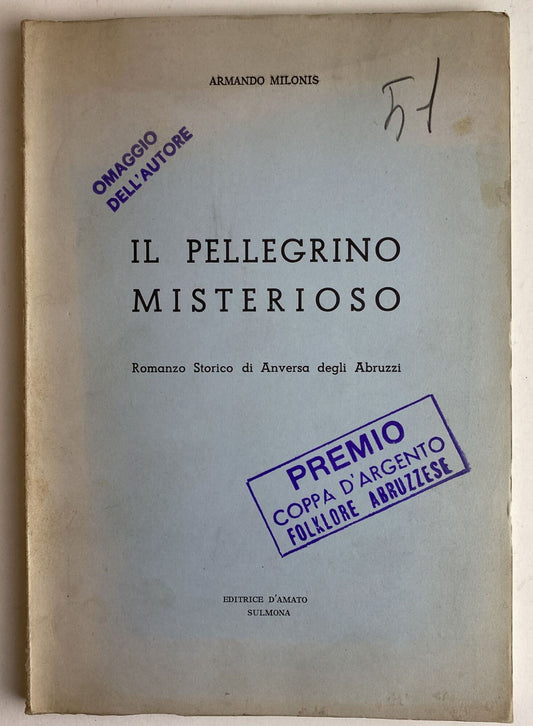 ARMANDO MILONIS
51
OMAGGIO
DELL'AUTORE
IL PELLEGRINO
MISTERIOSO
Romanzo Storico di Anversa degli Abruzzi
PREMIO
COPPA D'ARGENTO
FOLKLORE ABRUZZESE
EDITRICE D'AMATO
SULMONA